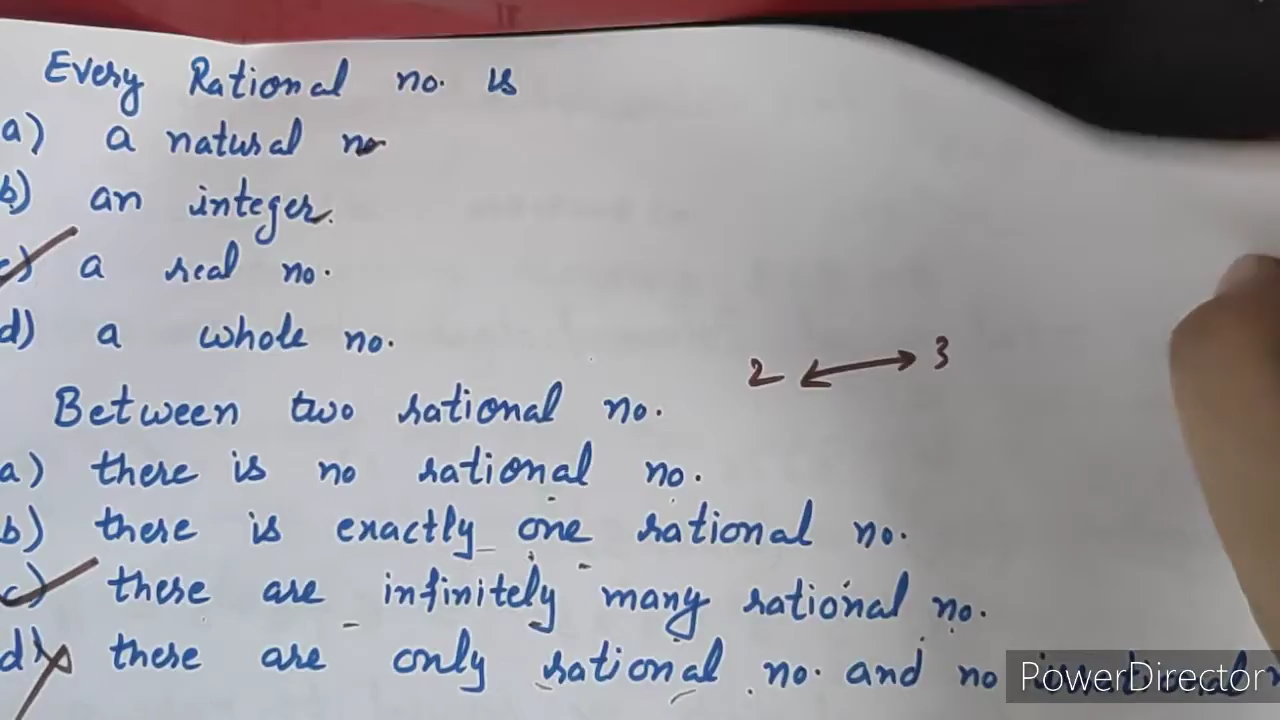 Every Rational no. is
a) a natural no
b) an integer.
c) a real no.
d) a whole no.
2 3
Between two rational no.
a) there is no rational no.
b) there is exactly one rational no.
c) there are infinitely many rational no.
d) there are only rational no. and no irrational
PowerDirector